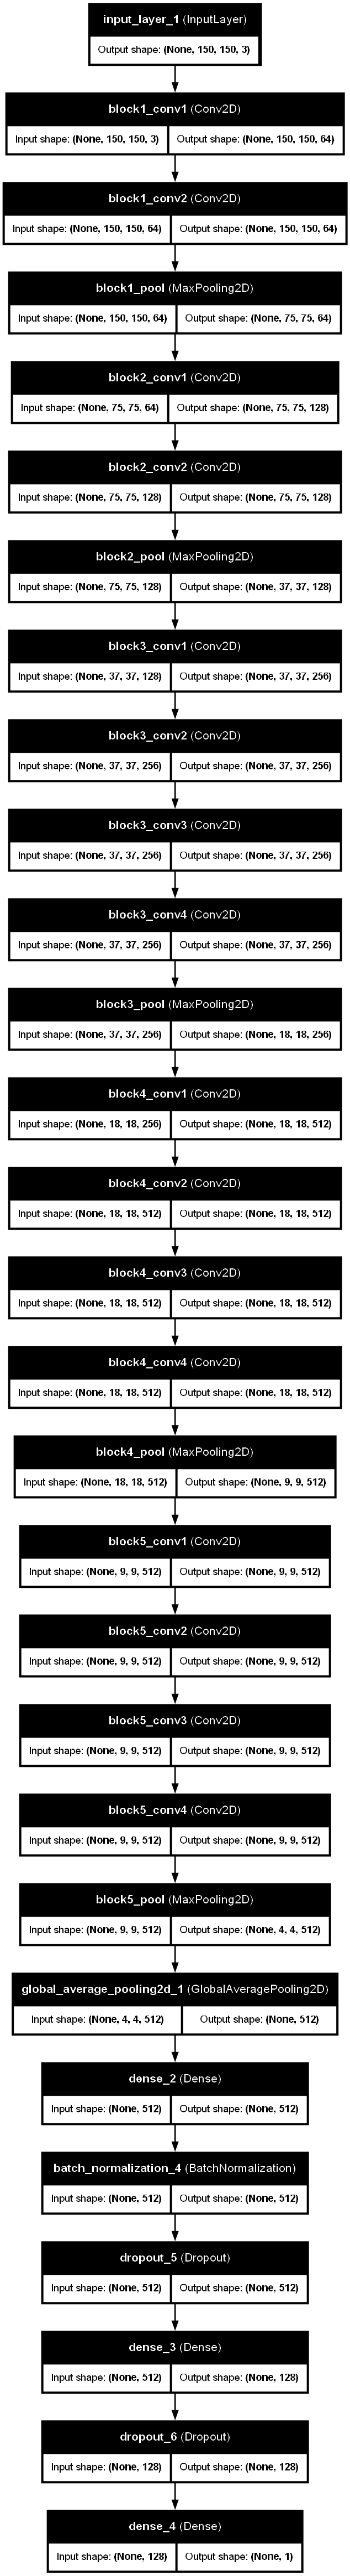 input_layer_1 (InputLayer)
Output shape: (None, 150, 150, 3)
block1_conv1 (Conv2D)
Input shape: (None, 150, 150, 3) Output shape: (None, 150, 150, 64)
block1_conv2 (Conv2D)
Input shape: (None, 150, 150, 64) Output shape: (None, 150, 150, 64)
block1_pool (MaxPooling2D)
Input shape: (None, 150, 150, 64) Output shape: (None, 75, 75, 64)
block2_conv1 (Conv2D)
Input shape: (None, 75, 75, 64) Output shape: (None, 75, 75, 128)
block2_conv2 (Conv2D)
Input shape: (None, 75, 75, 128) Output shape: (None, 75, 75, 128)
block2_pool (MaxPooling2D)
Input shape: (None, 75, 75, 128) Output shape: (None, 37, 37, 128)
block3_conv1 (Conv2D)
Input shape: (None, 37, 37, 128) Output shape: (None, 37, 37, 256)
block3_conv2 (Conv2D)
Input shape: (None, 37, 37, 256) Output shape: (None, 37, 37, 256)
block3_conv3 (Conv2D)
Input shape: (None, 37, 37, 256) Output shape: (None, 37, 37, 256)
block3_conv4 (Conv2D)
Input shape: (None, 37, 37, 256) Output shape: (None, 37, 37, 256)
block3_pool (MaxPooling2D)
Input shape: (None, 37, 37, 256) Output shape: (None, 18, 18, 256)
block4_conv1 (Conv2D)
Input shape: (None, 18, 18, 256) Output shape: (None, 18, 18, 512)
block4_conv2 (Conv2D)
Input shape: (None, 18, 18, 512) Output shape: (None, 18, 18, 512)
block4_conv3 (Conv2D)
Input shape: (None, 18, 18, 512) Output shape: (None, 18, 18, 512)
block4_conv4 (Conv2D)
Input shape: (None, 18, 18, 512) Output shape: (None, 18, 18, 512)
block4_pool (MaxPooling2D)
Input shape: (None, 18, 18, 512) Output shape: (None, 9, 9, 512)
block5_conv1 (Conv2D)
Input shape: (None, 9, 9, 512) Output shape: (None, 9, 9, 512)
block5_conv2 (Conv2D)
Input shape: (None, 9, 9, 512) Output shape: (None, 9, 9, 512)
block5_conv3 (Conv2D)
Input shape: (None, 9, 9, 512) Output shape: (None, 9, 9, 512)
block5_conv4 (Conv2D)
Input shape: (None, 9, 9, 512) Output shape: (None, 9, 9, 512)
block5_pool (MaxPooling2D)
Input shape: (None, 9, 9, 512) Output shape: (None, 4, 4, 512)
global_average_pooling2d_1 (GlobalAveragePooling2D)
Input shape: (None, 4, 4, 512) Output shape: (None, 512)
dense_2 (Dense)
Input shape: (None, 512) Output shape: (None, 512)
batch_normalization_4 (BatchNormalization)
Input shape: (None, 512) Output shape: (None, 512)
dropout_5 (Dropout)
Input shape: (None, 512) Output shape: (None, 512)
dense_3 (Dense)
Input shape: (None, 512) Output shape: (None, 128)
dropout_6 (Dropout)
Input shape: (None, 128) Output shape: (None, 128)
dense_4 (Dense)
Input shape: (None, 128) Output shape: (None, 1)